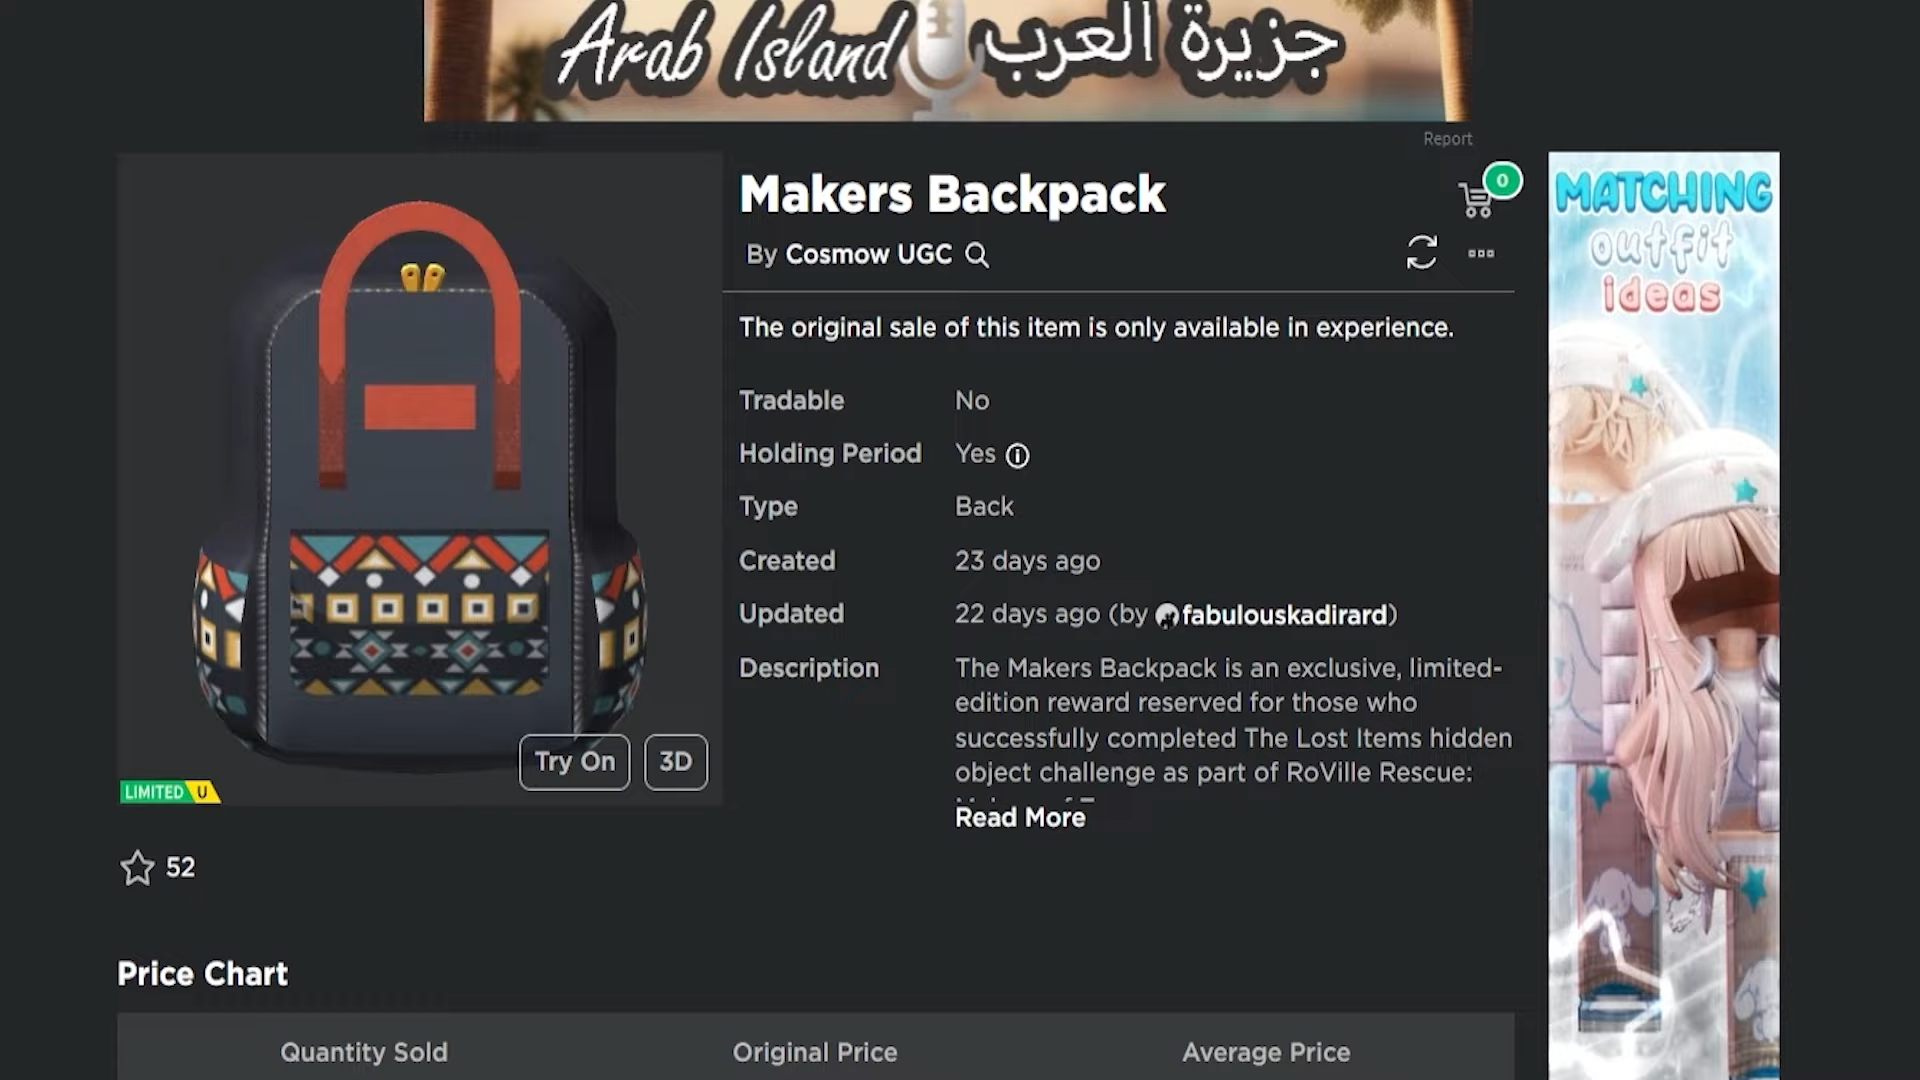 Arab Island جزيرة العرب
Report
Makers Backpack
0
By Cosmow UGC
The original sale of this item is only available in experience.
Tradable No
Holding Period Yes
Type Back
Created 23 days ago
Updated 22 days ago (by fabulouskadirard)
Description The Makers Backpack is an exclusive, limited-
edition reward reserved for those who
successfully completed The Lost Items hidden
object challenge as part of RoVille Rescue:
Read More
Try On
3D
LIMITED U
52
Price Chart
Quantity Sold Original Price Average Price
MATCHING
outfit
ideas